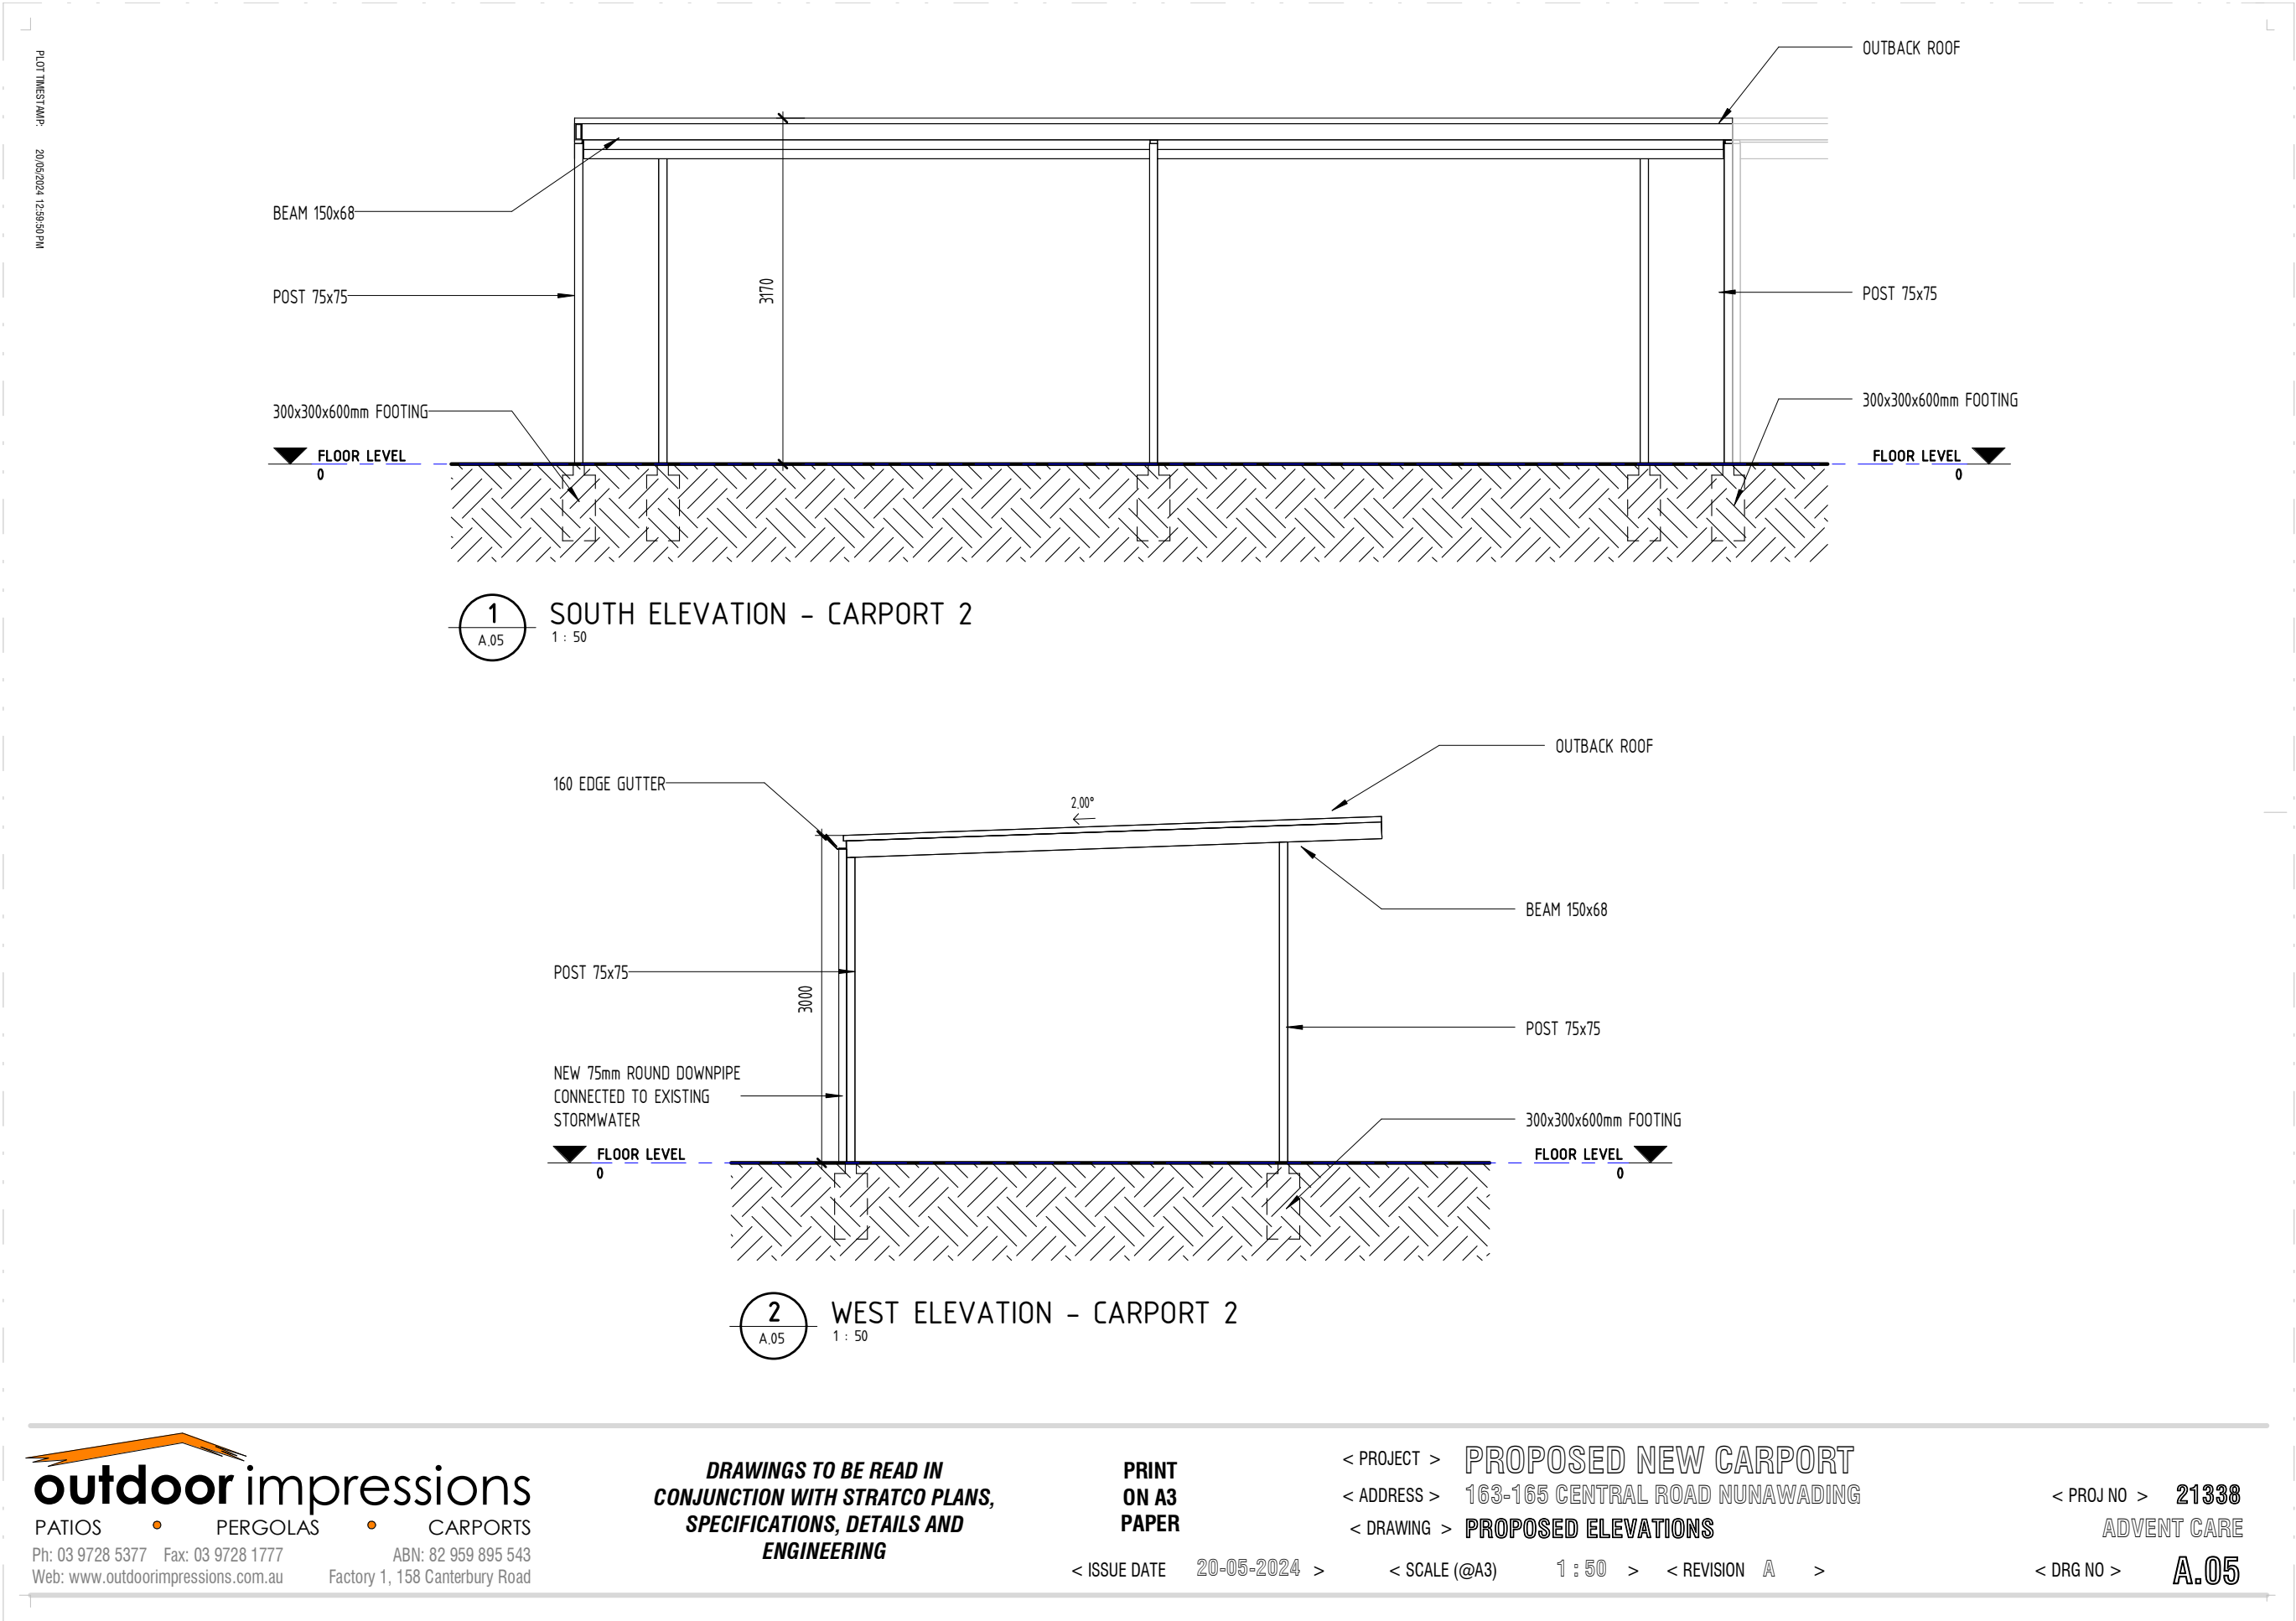 PLOT TIMESTAMP: 20/05/2024 12:59:50 PM
OUTBACK ROOF
BEAM 150x68
POST 75x75
3170
POST 75x75
300x300x600mm FOOTING
300x300x600mm FOOTING
FLOOR LEVEL
0
FLOOR LEVEL
0
1
A.05
SOUTH ELEVATION - CARPORT 2
1 : 50
OUTBACK ROOF
160 EDGE GUTTER
2.00°
BEAM 150x68
POST 75x75
3000
POST 75x75
NEW 75mm ROUND DOWNPIPE
CONNECTED TO EXISTING
STORMWATER
300x300x600mm FOOTING
FLOOR LEVEL
0
FLOOR LEVEL
0
2
A.05
WEST ELEVATION - CARPORT 2
1 : 50
outdoor impressions
PATIOS • PERGOLAS • CARPORTS
Ph: 03 9728 5377 Fax: 03 9728 1777 ABN: 82 959 895 543
Web: www.outdoorimpressions.com.au Factory 1, 158 Canterbury Road
DRAWINGS TO BE READ IN
CONJUNCTION WITH STRATCO PLANS,
SPECIFICATIONS, DETAILS AND
ENGINEERING
PRINT
ON A3
PAPER
< PROJECT > PROPOSED NEW CARPORT
< ADDRESS > 163-165 CENTRAL ROAD NUNAWADING
< DRAWING > PROPOSED ELEVATIONS
< ISSUE DATE 20-05-2024 > < SCALE (@A3) 1 : 50 > < REVISION A >
< PROJ NO > 21338
ADVENT CARE
< DRG NO > A.05